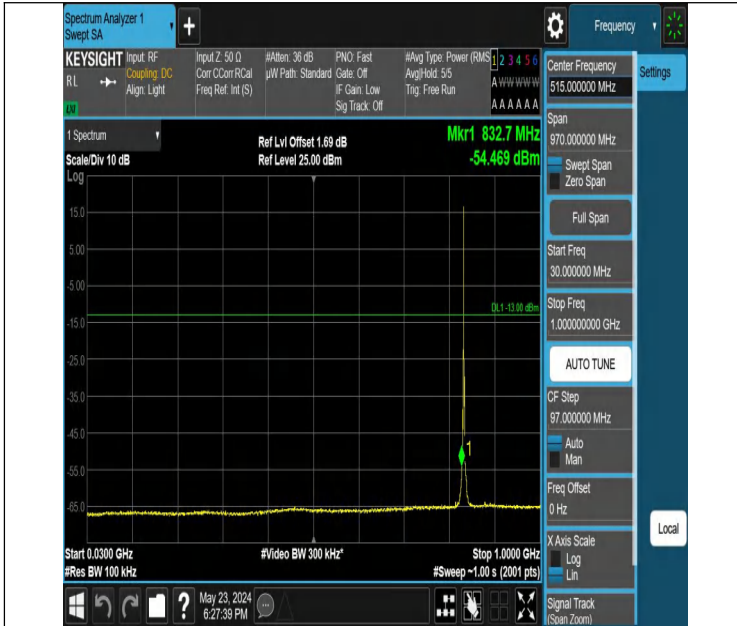 Spectrum Analyzer 1
Swept SA
+
Frequency
KEYSIGHT
RL
Input: RF
Coupling: DC
Align: Light
Input Z: 50 Ω
Corr CCorr RCal
Freq Ref: Int (S)
#Atten: 36 dB
µW Path: Standard
PNO: Fast
Gate: Off
IF Gain: Low
Sig Track: Off
#Avg Type: Power (RMS
Avg|Hold: 5/5
Trig: Free Run
1 2 3 4 5 6
A W W W W W
A A A A A A
1 Spectrum
Scale/Div 10 dB
Ref Lvl Offset 1.69 dB
Ref Level 25.00 dBm
Mkr1 832.7 MHz
-54.469 dBm
Log
15.0
5.00
-5.00
-15.0
-25.0
-35.0
-45.0
-55.0
-65.0
DL1 -13.00 dBm
1
Start 0.0300 GHz
#Res BW 100 kHz
#Video BW 300 kHz*
Stop 1.0000 GHz
#Sweep ~1.00 s (2001 pts)
Center Frequency
515.000000 MHz
Settings
Span
970.000000 MHz
Swept Span
Zero Span
Full Span
Start Freq
30.000000 MHz
Stop Freq
1.000000000 GHz
AUTO TUNE
CF Step
97.000000 MHz
Auto
Man
Freq Offset
0 Hz
X Axis Scale
Log
Lin
Local
Signal Track
(Span Zoom)
?
May 23, 2024
6:27:39 PM